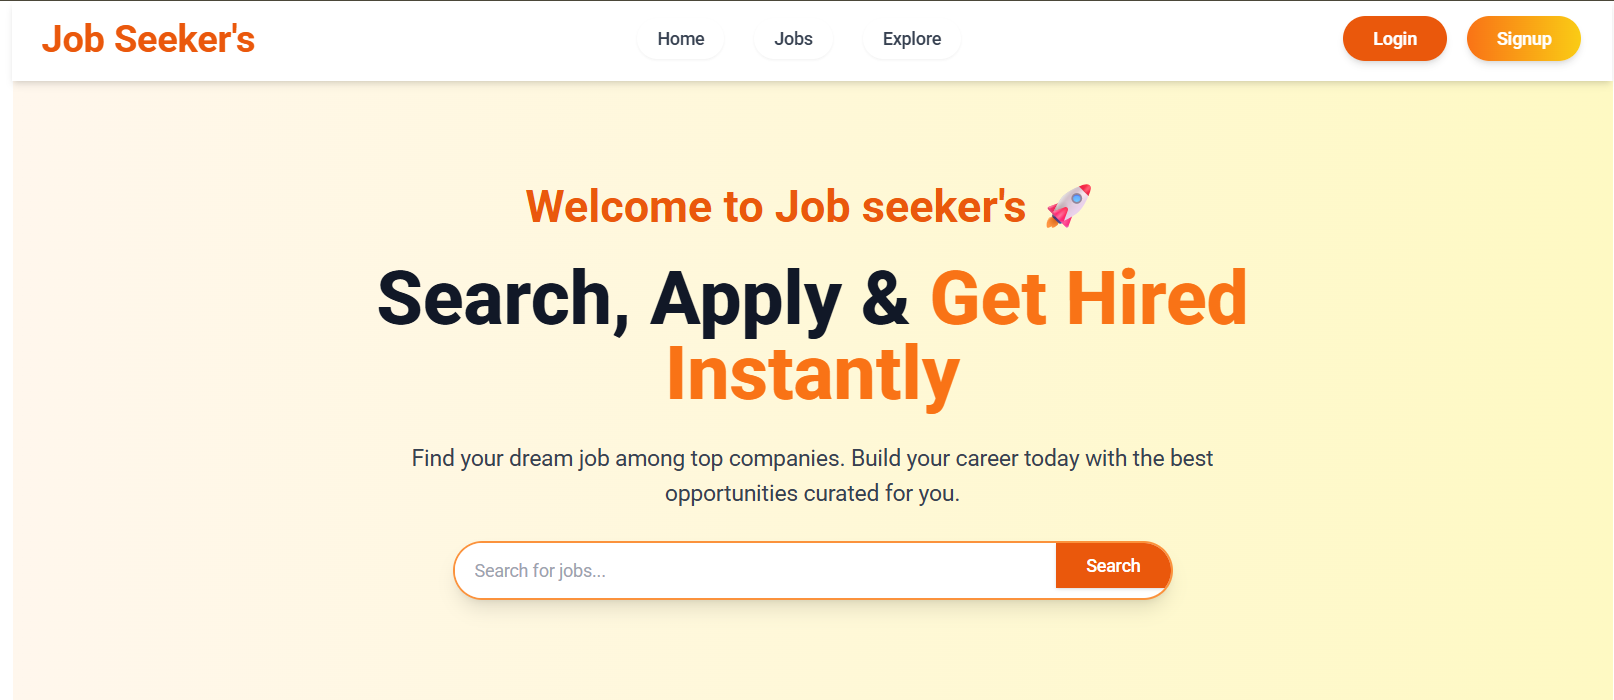 Job Seeker's
Home Jobs Explore
Login Signup
Welcome to Job seeker's 🚀
Search, Apply & Get Hired
Instantly
Find your dream job among top companies. Build your career today with the best
opportunities curated for you.
Search for jobs... Search